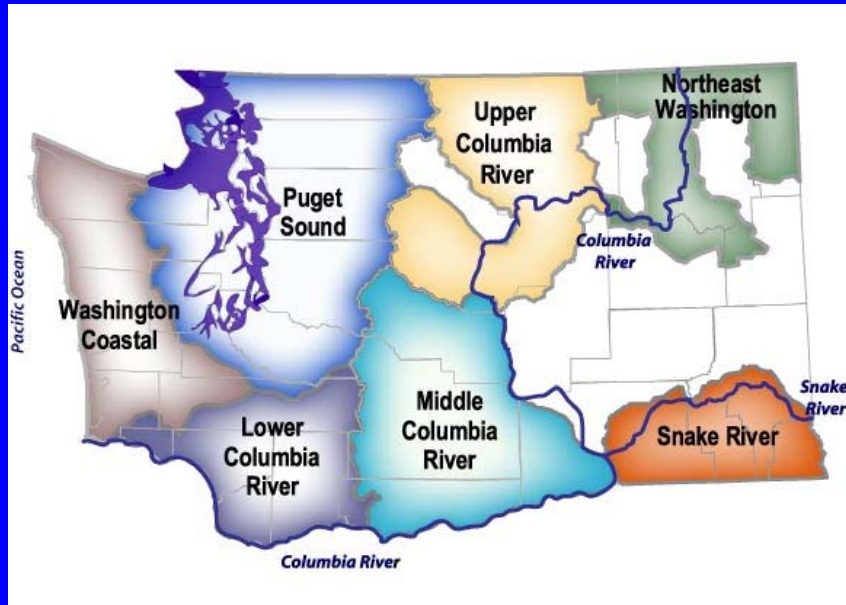 Northeast
Washington
Upper
Columbia
River
Puget
Sound
Columbia
River
Pacific Ocean
Washington
Coastal
Snake
River
Middle
Columbia
River
Lower
Columbia
River
Snake River
Columbia River